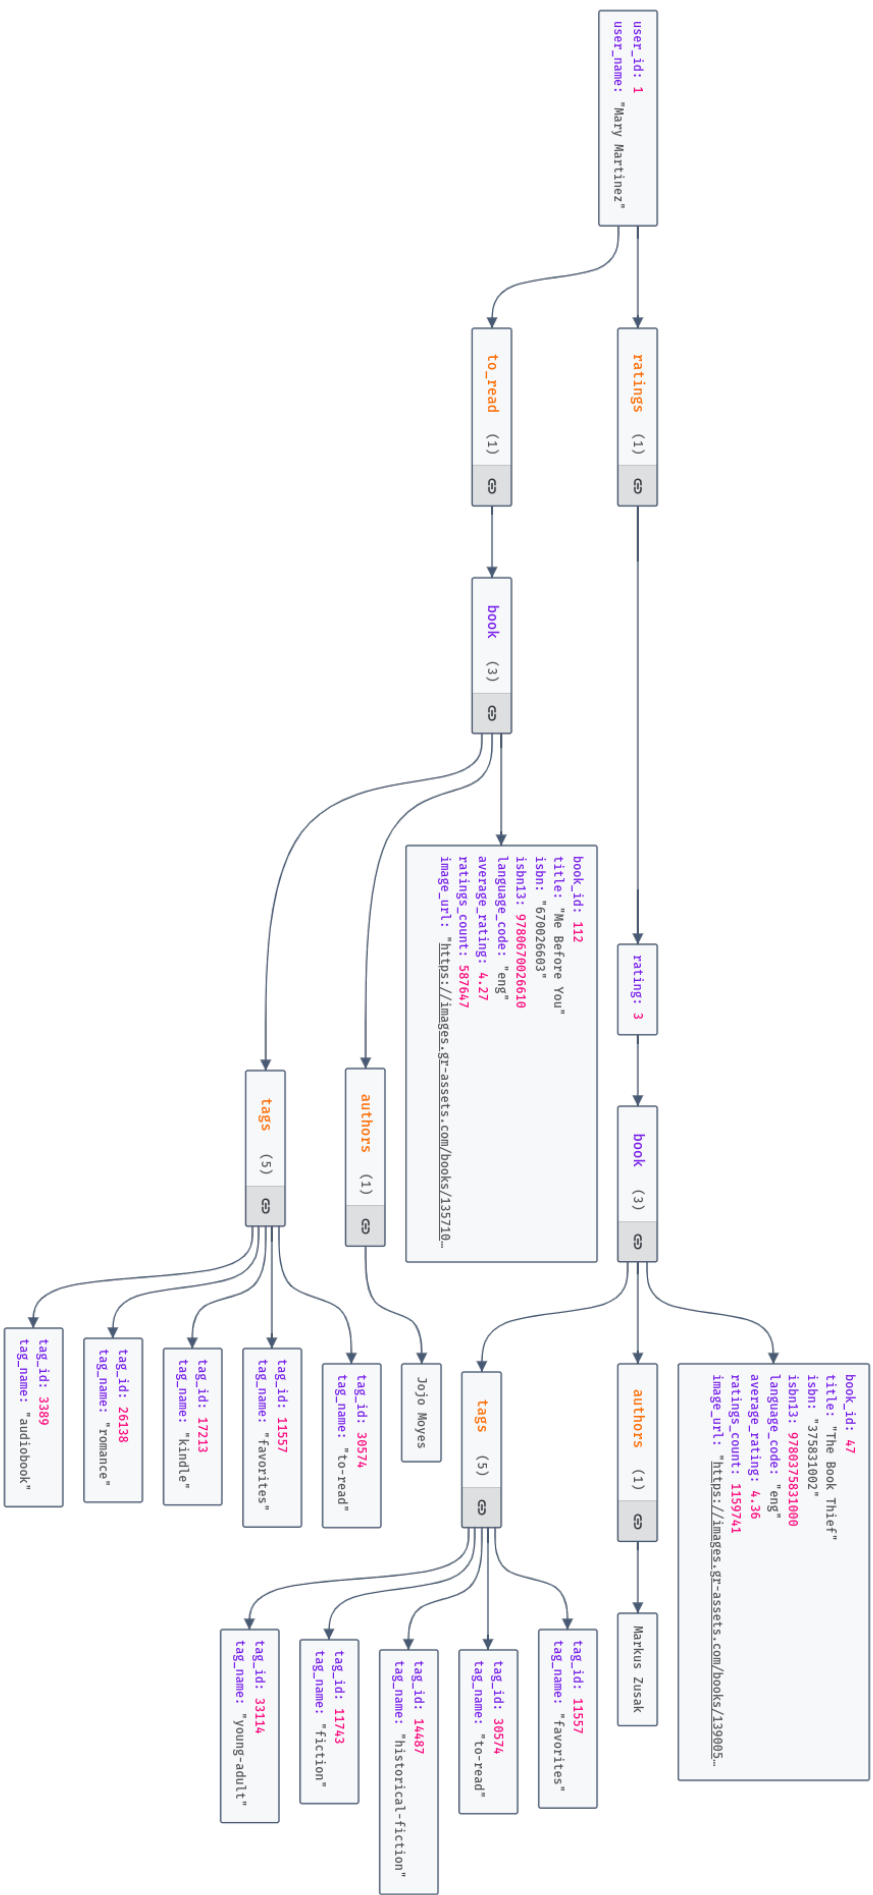 user_id: 1
user_name: "Mary Martinez"
ratings (1)
rating: 3
book (3)
book_id: 47
title: "The Book Thief"
isbn: "375831002"
isbn13: 9780375831000
language_code: "eng"
average_rating: 4.36
ratings_count: 1159741
image_url: "https://images.gr-assets.com/books/139005…
authors (1)
Markus Zusak
tags (5)
tag_id: 11557
tag_name: "favorites"
tag_id: 30574
tag_name: "to-read"
tag_id: 14487
tag_name: "historical-fiction"
tag_id: 11743
tag_name: "fiction"
tag_id: 33114
tag_name: "young-adult"
to_read (1)
book (3)
book_id: 112
title: "Me Before You"
isbn: "670026603"
isbn13: 9780670026610
language_code: "eng"
average_rating: 4.27
ratings_count: 587647
image_url: "https://images.gr-assets.com/books/135710…
authors (1)
Jojo Moyes
tags (5)
tag_id: 30574
tag_name: "to-read"
tag_id: 11557
tag_name: "favorites"
tag_id: 17213
tag_name: "kindle"
tag_id: 26138
tag_name: "romance"
tag_id: 3389
tag_name: "audiobook"